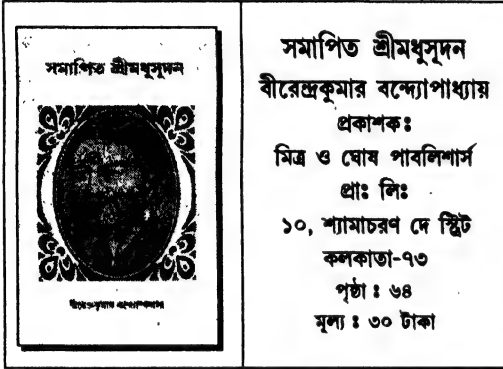 সমাপিত শ্রীমধুসূদন
সমাপিত শ্রীমধুসূদন
বীরেন্দ্রকুমার বন্দ্যোপাধ্যায়
প্রকাশক ঃ
মিত্র ও ঘোষ পাবলিশার্স
প্রাঃ লিঃ
১০, শ্যামাচরণ দে স্ট্রিট
কলকাতা-৭৩
পৃষ্ঠা ঃ ৬৪
মূল্য ঃ ৩০ টাকা